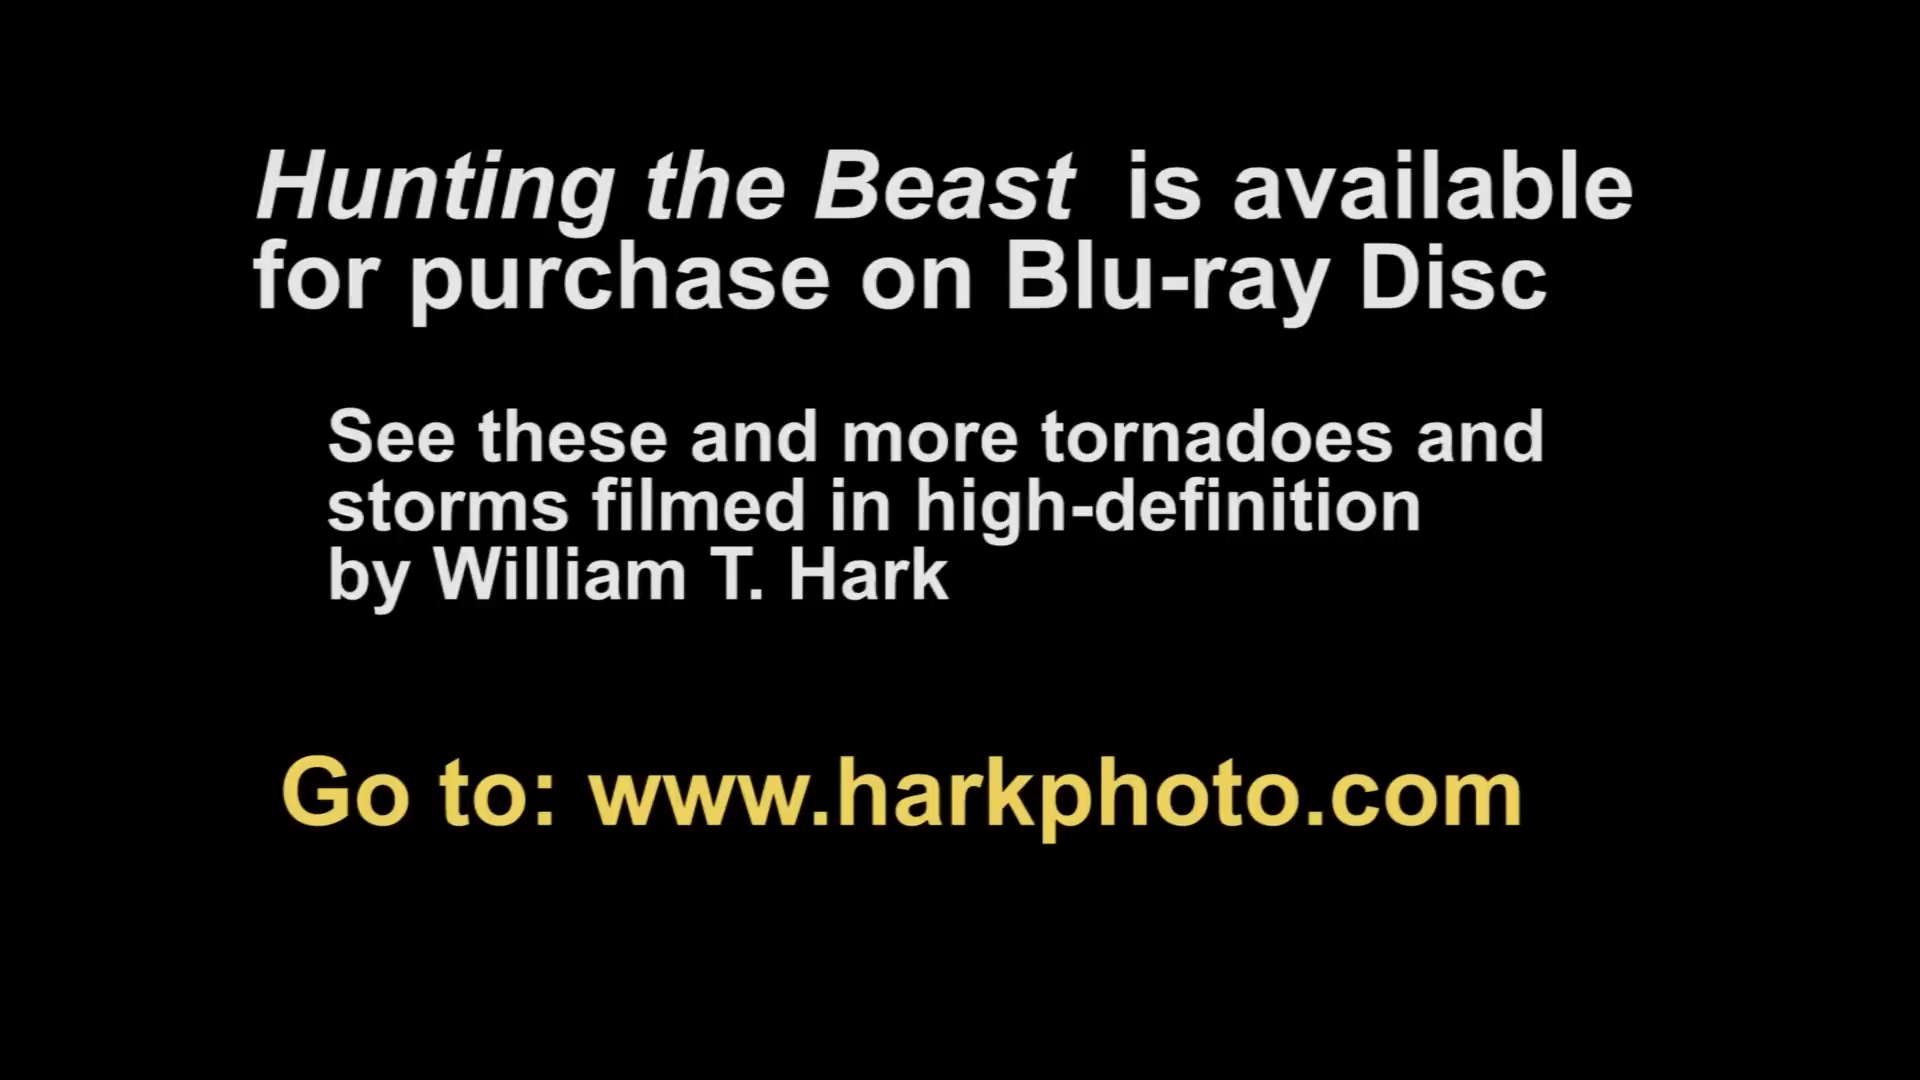 Hunting the Beast is available
for purchase on Blu-ray Disc
See these and more tornadoes and
storms filmed in high-definition
by William T. Hark
Go to: www.harkphoto.com